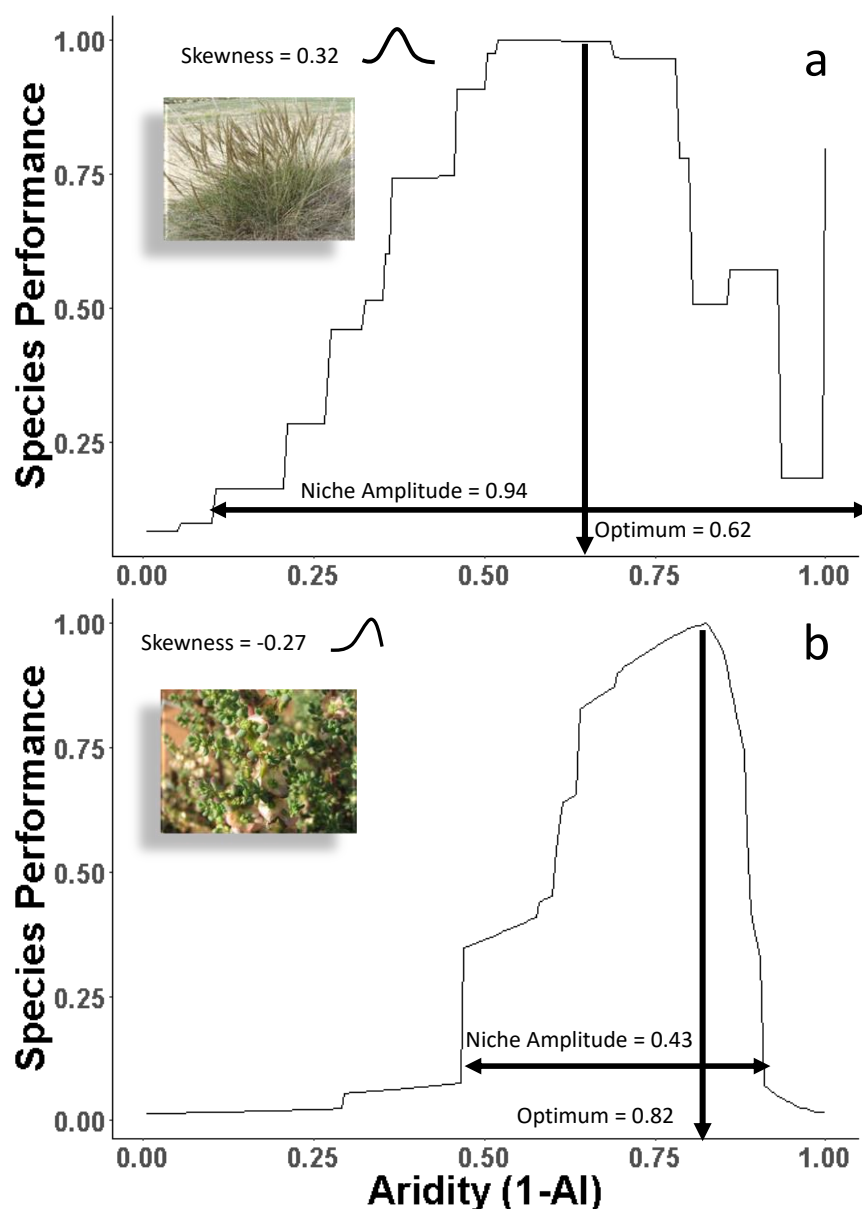 1.00
Skewness = 0.32
a
0.75
0.50
0.25
Species Performance
Niche Amplitude = 0.94
Optimum = 0.62
0.00 0.25 0.50 0.75 1.00
1.00
Skewness = -0.27
b
0.75
0.50
0.25
0.00
Species Performance
Niche Amplitude = 0.43
Optimum = 0.82
0.00 0.25 0.50 0.75 1.00
Aridity (1-AI)